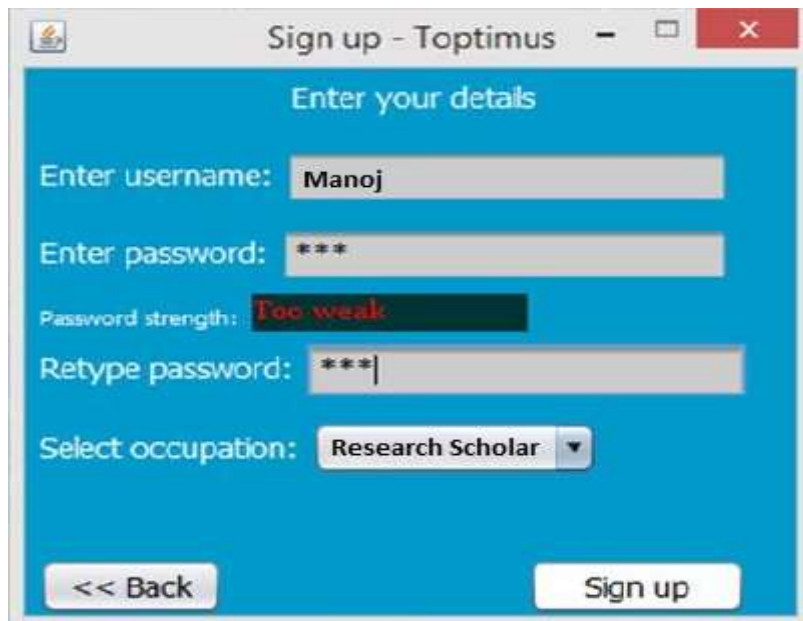 Sign up - Toptimus
Enter your details
Enter username: Manoj
Enter password: ***
Password strength: Too weak
Retype password: ***
Select occupation: Research Scholar
<< Back Sign up